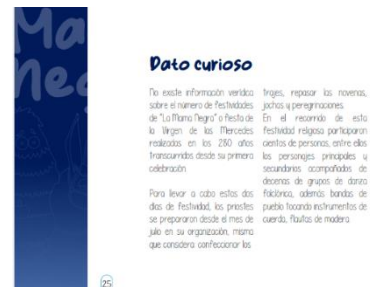 Ma
Neg
Dato curioso
No existe información verídica
sobre el número de festividades
de "La Mama Negra" o fiesta de
la Virgen de las Mercedes
realizadas en los 280 años
transcurridos desde su primera
celebración
Para llevar a cabo estos dos
días de festividad, los priostes
se prepararon desde el mes de
julio en su organización, misma
que considera: confeccionar los
trajes, repasar las novenas,
jochas y peregrinaciones.
En el recorrido de esta
festividad religiosa participaron
cientos de personas, entre ellas
los personajes principales y
secundarios acompañados de
decenas de grupos de danza
folclórica, además bandas de
pueblo tocando instrumentos de
cuerda, flautas de madera.
25